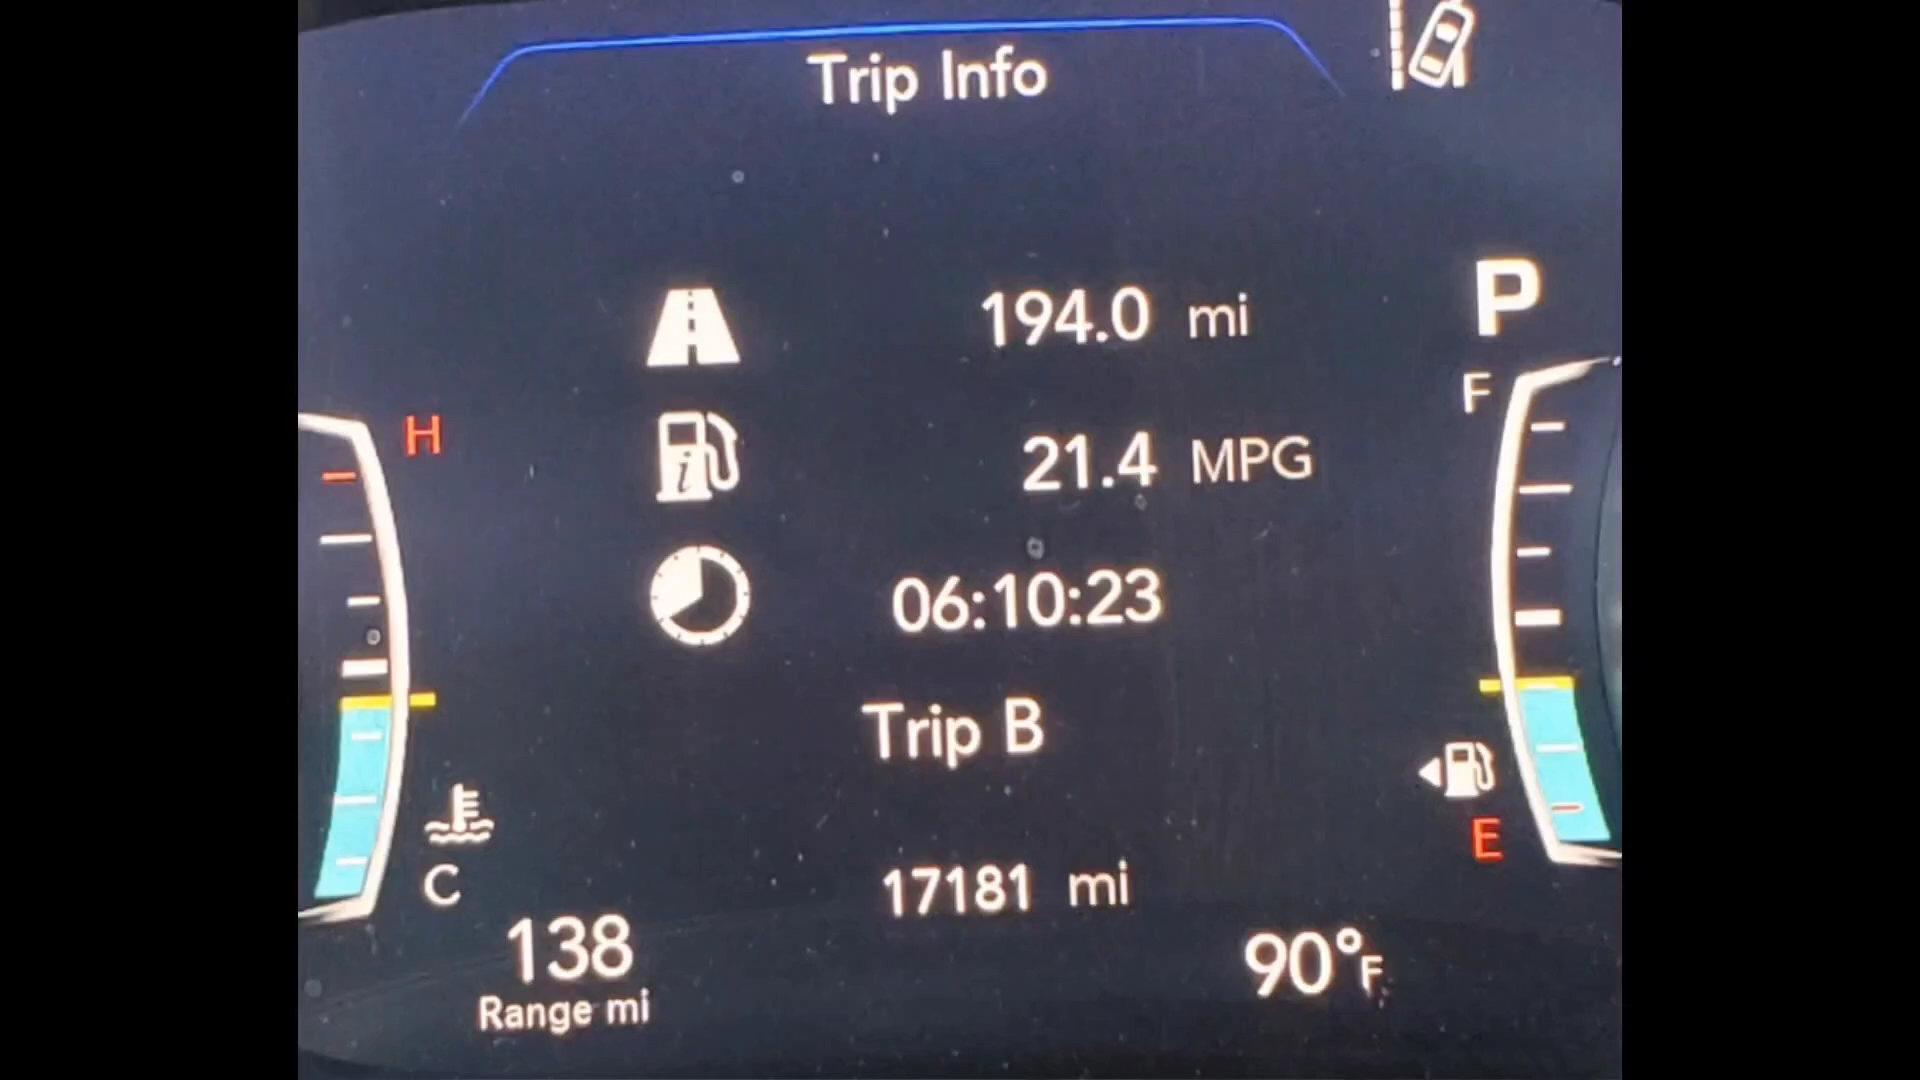 Trip Info
194.0 mi
P
F
H
21.4 MPG
06:10:23
Trip B
E
C
17181 mi
138
Range mi
90°F